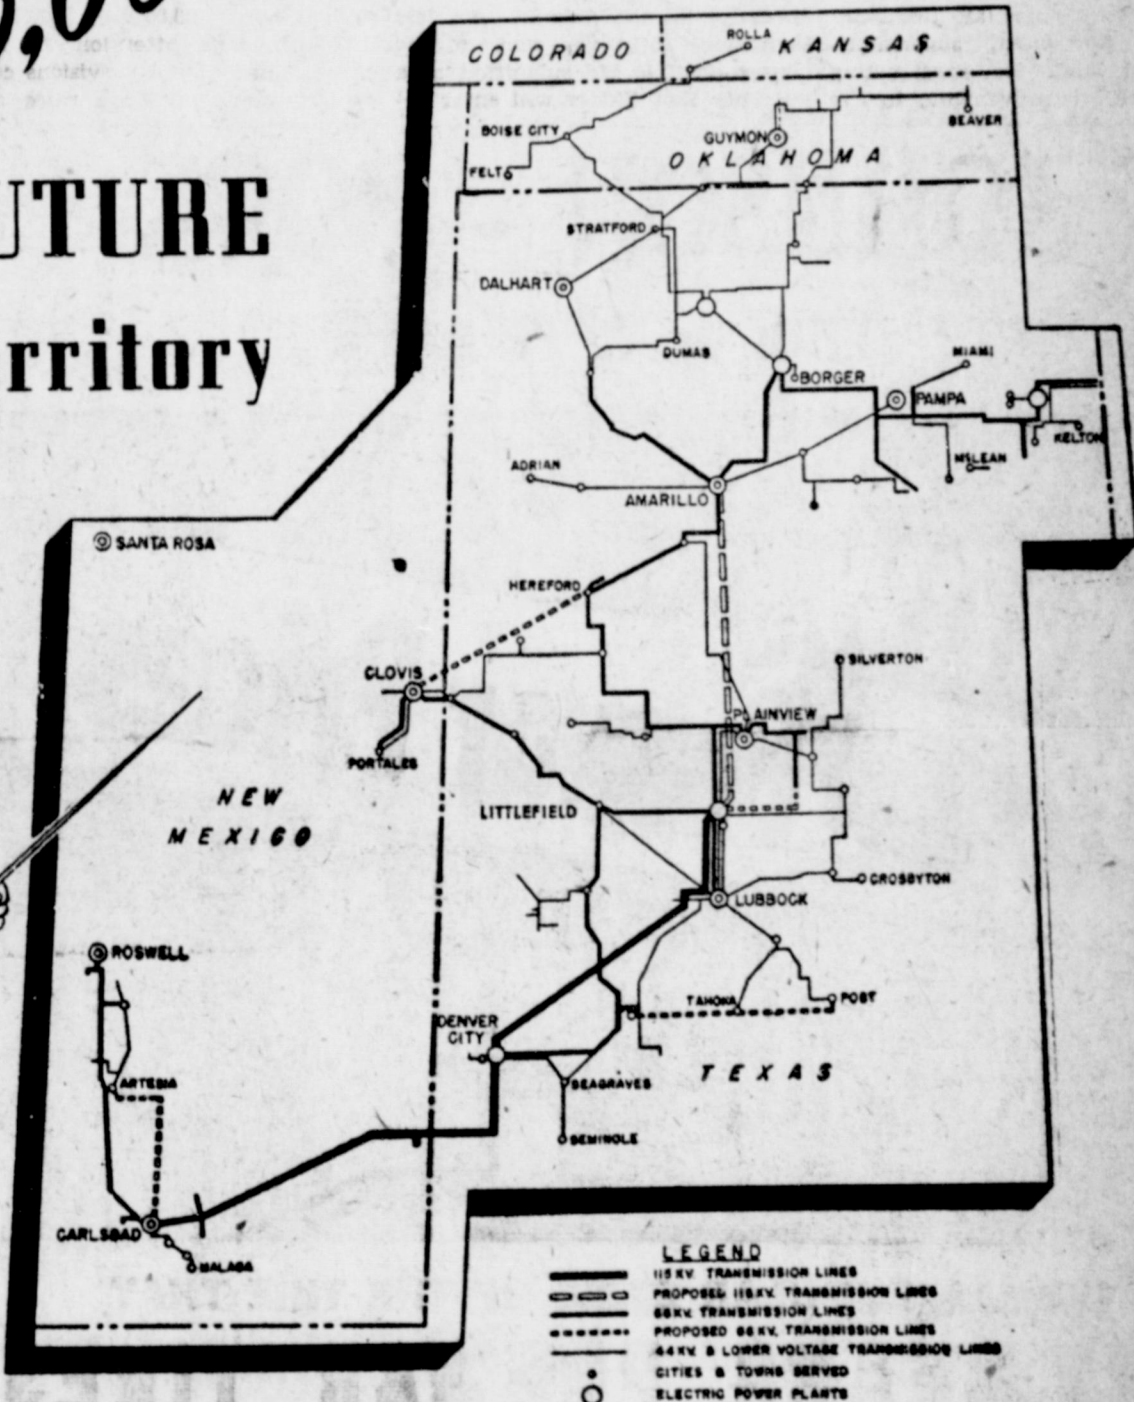 COLORADO
ROLLA
KANSAS
BOISE CITY
GUYMON
BEAVER
OKLAHOMA
FELT
UTURE
STRATFORD
DALHART
rritory
DUMAS
MIAMI
BORGER
PAMPA
KELTON
McLEAN
ADRIAN
AMARILLO
SANTA ROSA
HEREFORD
SILVERTON
CLOVIS
PLAINVIEW
PORTALES
NEW
MEXICO
LITTLEFIELD
CROSBYTON
LUBBOCK
ROSWELL
TAHOKA
POST
DENVER
CITY
TEXAS
ARTESIA
SEAGRAVES
SEMINOLE
CARLSBAD
MALAGA
LEGEND
115 KV. TRANSMISSION LINES
PROPOSED 115 KV. TRANSMISSION LINES
66 KV. TRANSMISSION LINES
PROPOSED 66 KV. TRANSMISSION LINES
44 KV. & LOWER VOLTAGE TRANSMISSION LINES
CITIES & TOWNS SERVED
ELECTRIC POWER PLANTS